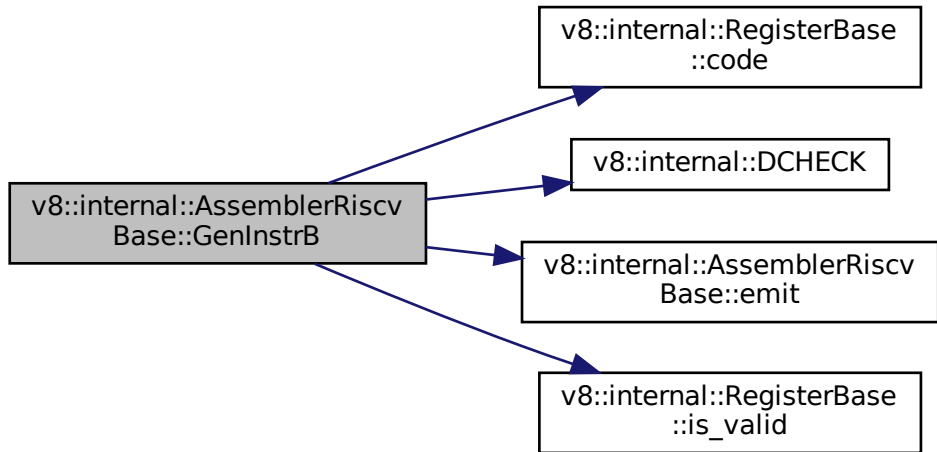 v8::internal::RegisterBase
::code
v8::internal::DCHECK
v8::internal::AssemblerRiscv
Base::GenInstrB
v8::internal::AssemblerRiscv
Base::emit
v8::internal::RegisterBase
::is_valid